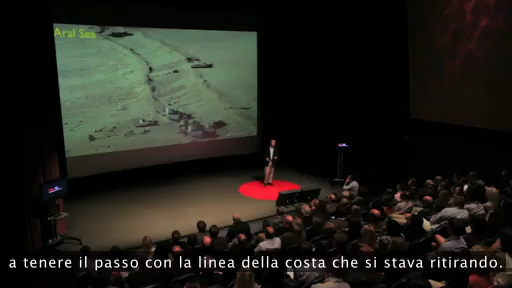 Aral Sea
a tenere il passo con la linea della costa che si stava ritirando.